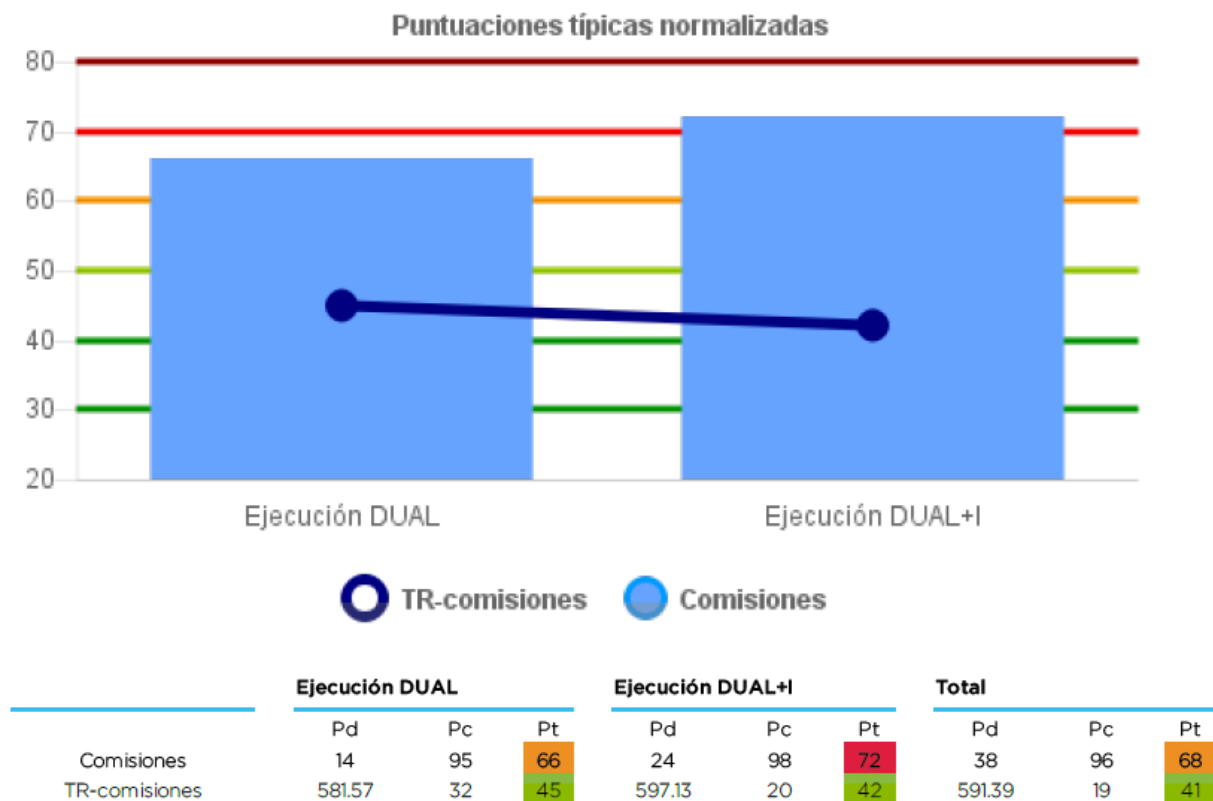 Puntuaciones típicas normalizadas
80
70
60
50
40
30
20
Ejecución DUAL Ejecución DUAL+I
TR-comisiones Comisiones
Ejecución DUAL Ejecución DUAL+I Total
Pd Pc Pt Pd Pc Pt Pd Pc Pt
Comisiones 14 95 66 24 98 72 38 96 68
TR-comisiones 581.57 32 45 597.13 20 42 591.39 19 41